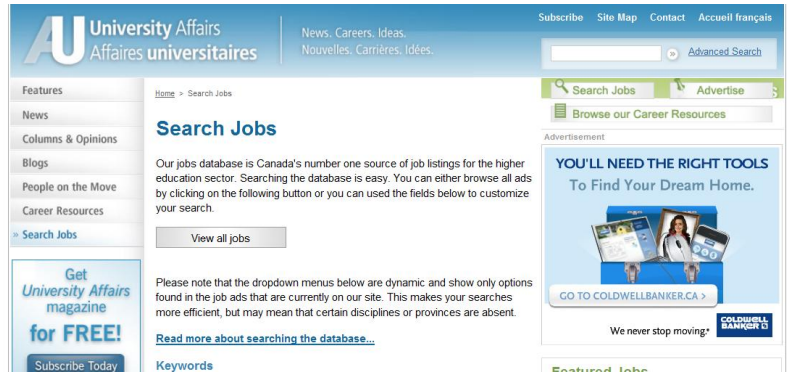 Subscribe Site Map Contact Accueil français
AU University Affairs
Affaires universitaires
News. Careers. Ideas.
Nouvelles. Carrières. Idées.
Advanced Search
Features
News
Columns & Opinions
Blogs
People on the Move
Career Resources
» Search Jobs
Get
University Affairs
magazine
for FREE!
Subscribe Today
Home > Search Jobs
Search Jobs
Our jobs database is Canada's number one source of job listings for the higher
education sector. Searching the database is easy. You can either browse all ads
by clicking on the following button or you can used the fields below to customize
your search.
View all jobs
Please note that the dropdown menus below are dynamic and show only options
found in the job ads that are currently on our site. This makes your searches
more efficient, but may mean that certain disciplines or provinces are absent.
Read more about searching the database...
Keywords
Search Jobs
Advertise
Browse our Career Resources
Advertisement
YOU'LL NEED THE RIGHT TOOLS
To Find Your Dream Home.
GO TO COLDWELLBANKER.CA >
We never stop moving.*
COLDWELL
BANKER
Featured Jobs